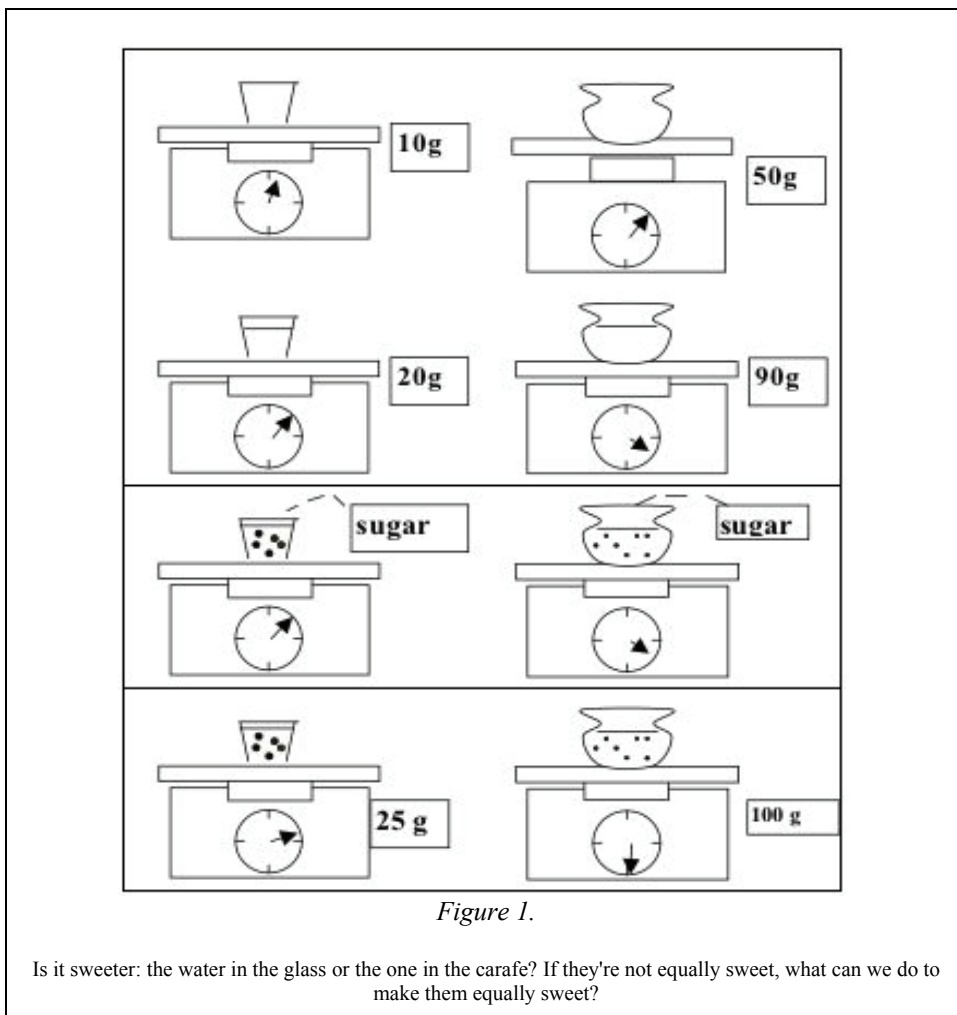 10g
50g
20g
90g
sugar
sugar
25 g
100 g
Figure 1.
Is it sweeter: the water in the glass or the one in the carafe? If they're not equally sweet, what can we do to
make them equally sweet?